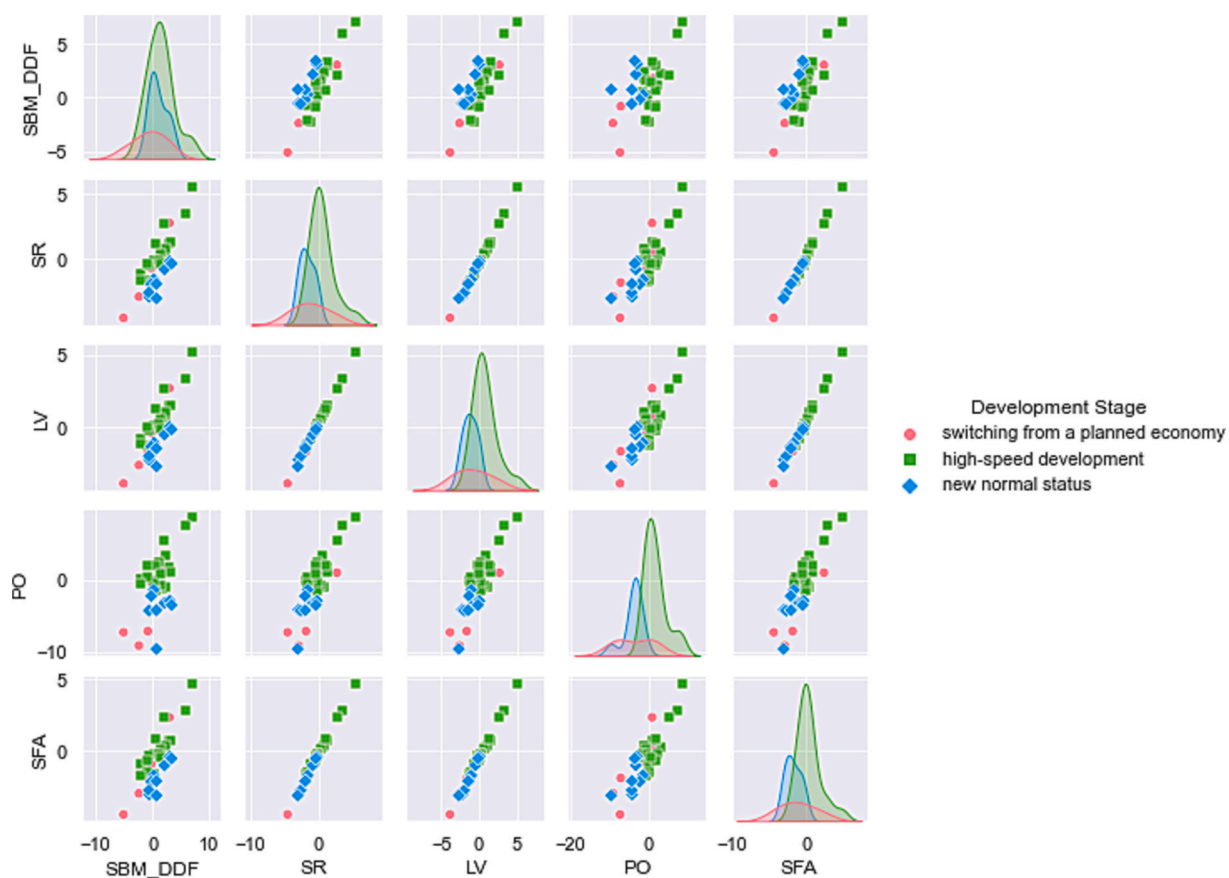 SBM_DDF
5
0
−5
SR
5
0
LV
5
0
PO
0
−10
SFA
5
0
−10 0 10
−10 0
−5 0 5
−20 0
−10 0
SBM_DDF SR LV PO SFA
Development Stage
switching from a planned economy
high-speed development
new normal status